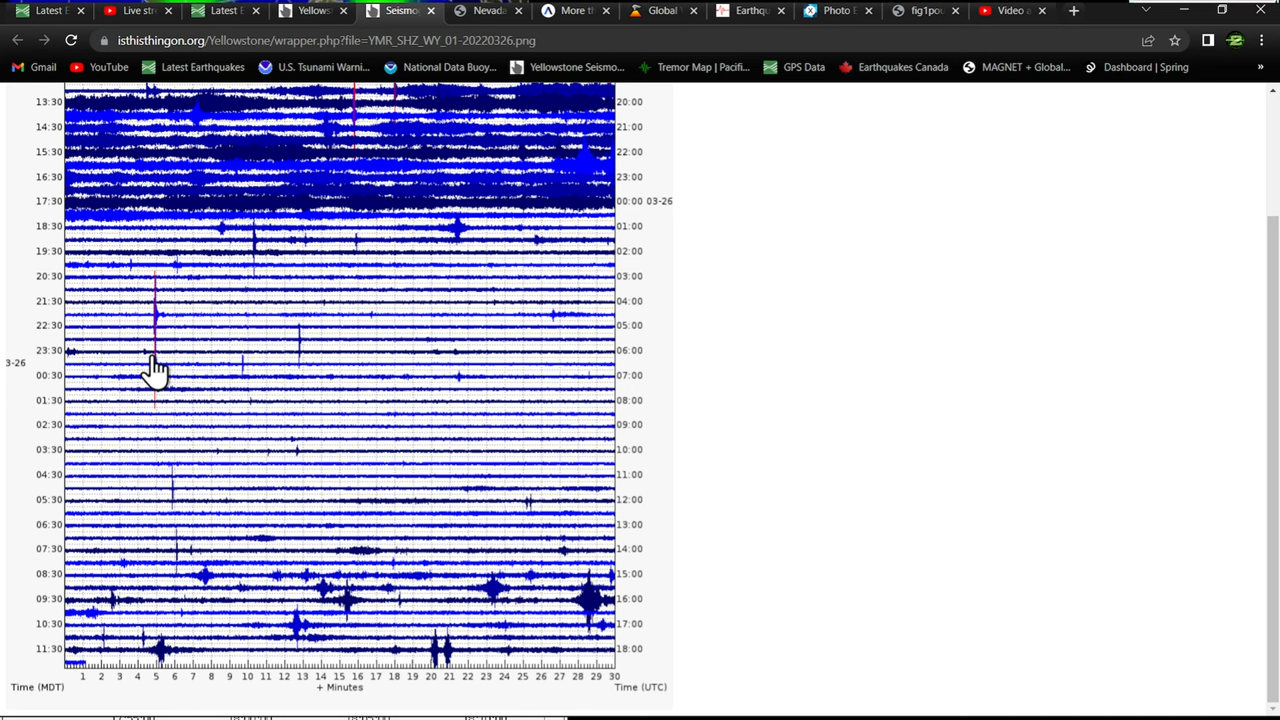 Latest E
Live stre
Latest E
Yellowst
Seismo
Nevada
More th
Global
Earthqu
Photo E
fig1pou
Video
isthisthingon.org/Yellowstone/wrapper.php?file=YMR_SHZ_WY_01-20220326.png
Gmail
YouTube
Latest Earthquakes
U.S. Tsunami Warni...
National Data Buoy...
Yellowstone Seismo...
Tremor Map | Pacifi...
GPS Data
Earthquakes Canada
MAGNET + Global...
Dashboard | Spring
»
13:30 20:00
14:30 21:00
15:30 22:00
16:30 23:00
17:30 00:00 03-26
18:30 01:00
19:30 02:00
20:30 03:00
21:30 04:00
22:30 05:00
23:30 06:00
3-26
00:30 07:00
01:30 08:00
02:30 09:00
03:30 10:00
04:30 11:00
05:30 12:00
06:30 13:00
07:30 14:00
08:30 15:00
09:30 16:00
10:30 17:00
11:30 18:00
1 2 3 4 5 6 7 8 9 10 11 12 13 14 15 16 17 18 19 20 21 22 23 24 25 26 27 28 29 30
Time (MDT) + Minutes Time (UTC)